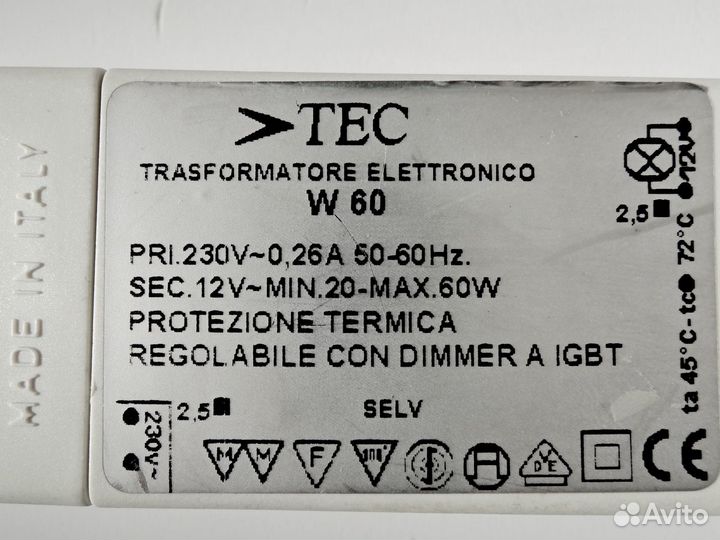 MADE IN ITALY
TEC
TRASFORMATORE ELETTRONICO
W 60
12V
2,5
PRI.230V~0,26A 50-60Hz.
SEC.12V~MIN.20-MAX.60W
PROTEZIONE TERMICA
REGOLABILE CON DIMMER A IGBT
ta 45°C-tc 72°C
230V~
2,5
SELV
M M F S H VDE CE
Avito